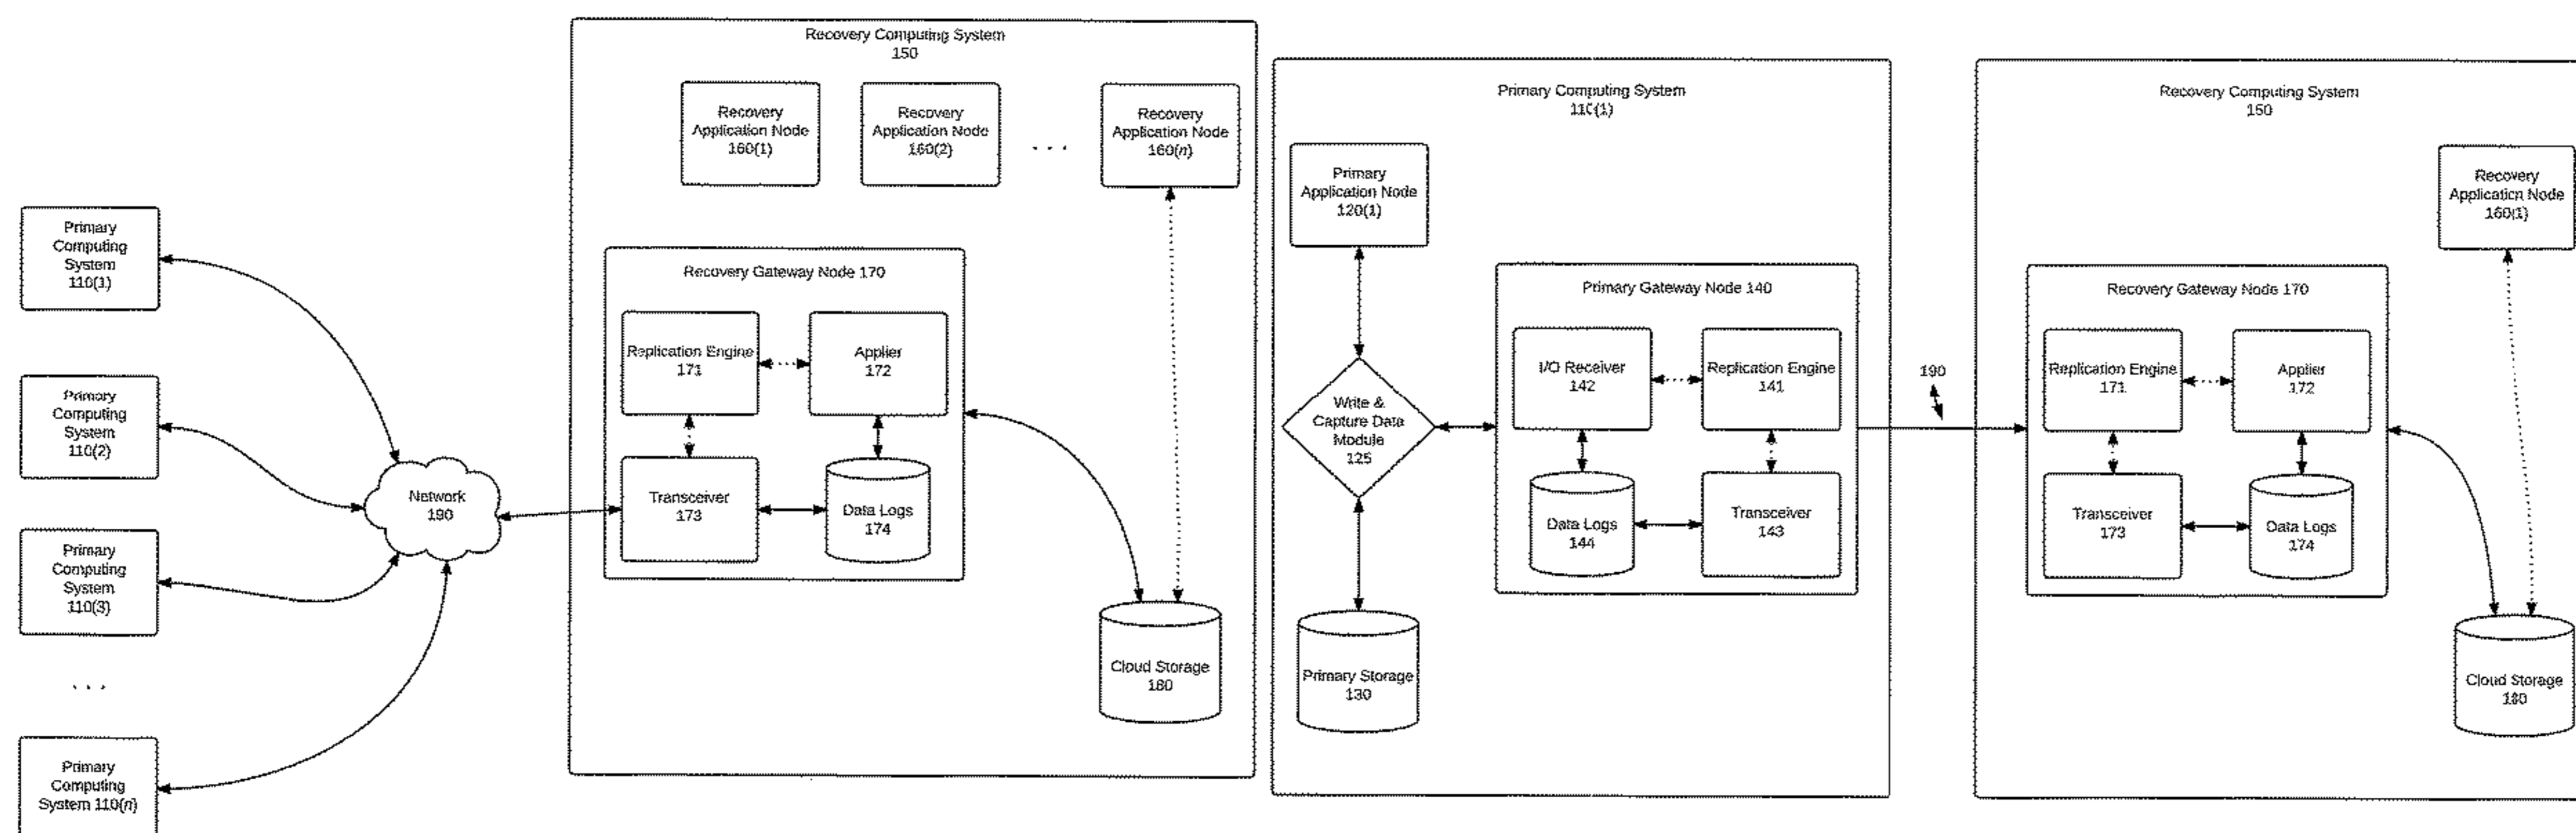 Primary
Computing
System
110(1)
Primary
Computing
System
110(2)
Primary
Computing
System
110(3)
. . .
Primary
Computing
System 110(n)
Network
190
Recovery Computing System
150
Recovery
Application Node
160(1)
Recovery
Application Node
160(2)
. . .
Recovery
Application Node
160(n)
Recovery Gateway Node 170
Replication Engine
171
Applier
172
Transceiver
173
Data Logs
174
Cloud Storage
180
Primary Computing System
110(1)
Primary
Application Node
120(1)
Write &
Capture Data
Module
125
Primary Storage
130
Primary Gateway Node 140
I/O Receiver
142
Replication Engine
141
Data Logs
144
Transceiver
143
190
Recovery Computing System
150
Recovery
Application Node
160(1)
Recovery Gateway Node 170
Replication Engine
171
Applier
172
Transceiver
173
Data Logs
174
Cloud Storage
180